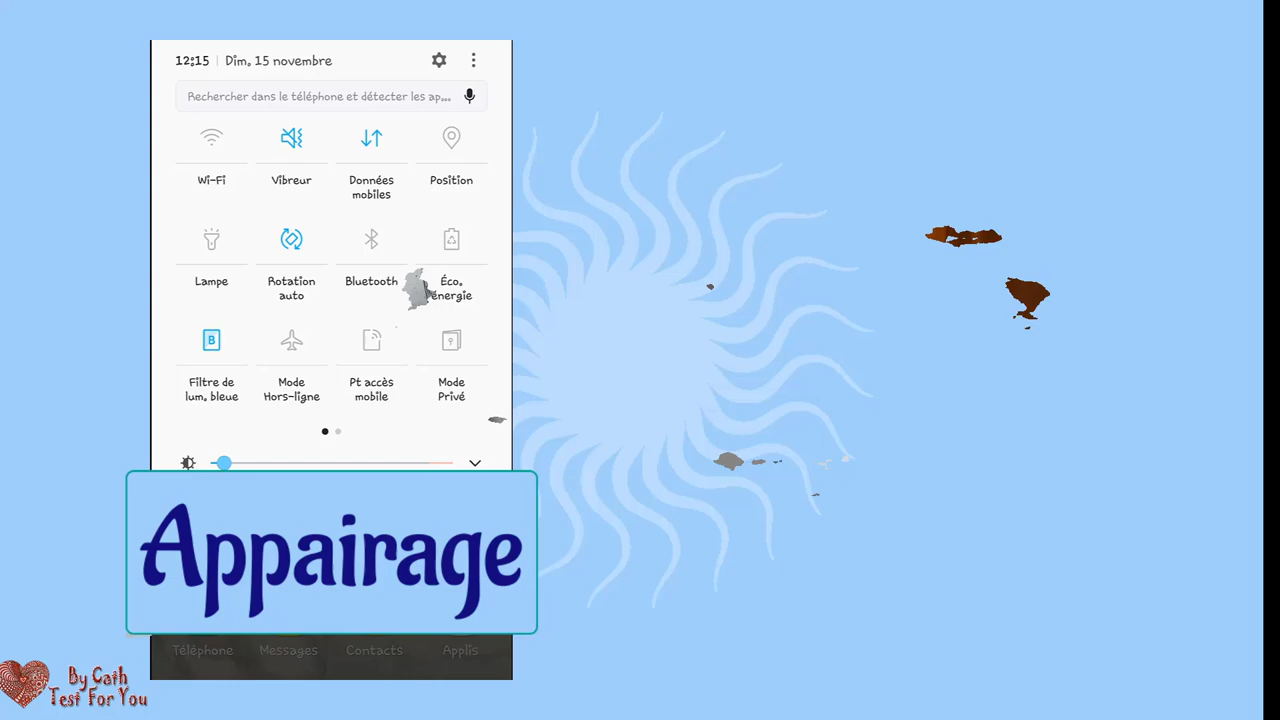 12:15 Dim. 15 novembre
Rechercher dans le téléphone et détecter les ap...
Wi-Fi
Vibreur
Données
mobiles
Position
Lampe
Rotation
auto
Bluetooth
Éco.
énergie
B
Filtre de
lum. bleue
Mode
Hors-ligne
Pt accès
mobile
Mode
Privé
Appairage
Téléphone
Messages
Contacts
Applis
By Cath
Test For You